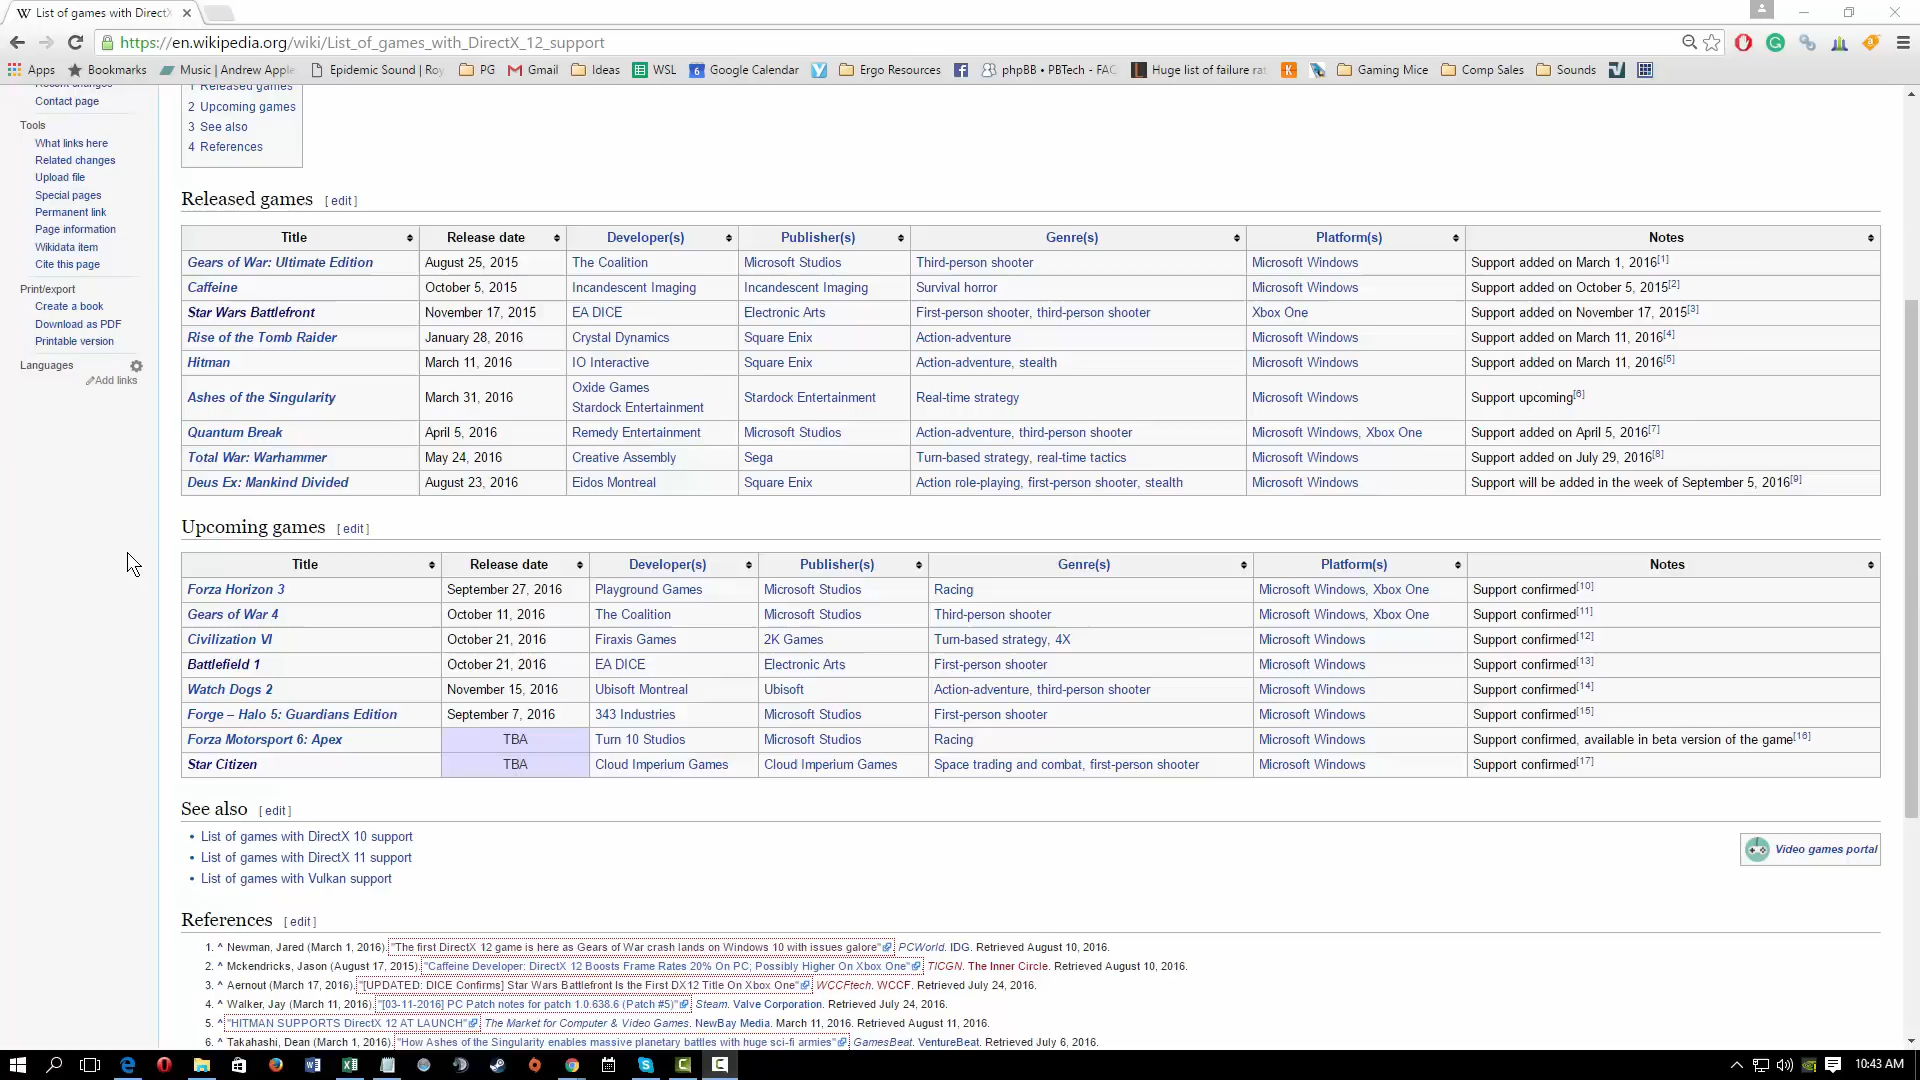 List of games with DirectX
https://en.wikipedia.org/wiki/List_of_games_with_DirectX_12_support
Apps Bookmarks Music | Andrew Apple Epidemic Sound | Roy PG Gmail Ideas WSL 6 Google Calendar Ergo Resources phpBB • PBTech - FAC Huge list of failure ra Gaming Mice Comp Sales Sounds
Recent changes
Contact page
Tools
What links here
Related changes
Upload file
Special pages
Permanent link
Page information
Wikidata item
Cite this page
Print/export
Create a book
Download as PDF
Printable version
Languages
Add links
1 Released games
2 Upcoming games
3 See also
4 References
Released games [ edit ]
Title Release date Developer(s) Publisher(s) Genre(s) Platform(s) Notes
Gears of War: Ultimate Edition August 25, 2015 The Coalition Microsoft Studios Third-person shooter Microsoft Windows Support added on March 1, 2016[1]
Caffeine October 5, 2015 Incandescent Imaging Incandescent Imaging Survival horror Microsoft Windows Support added on October 5, 2015[2]
Star Wars Battlefront November 17, 2015 EA DICE Electronic Arts First-person shooter, third-person shooter Xbox One Support added on November 17, 2015[3]
Rise of the Tomb Raider January 28, 2016 Crystal Dynamics Square Enix Action-adventure Microsoft Windows Support added on March 11, 2016[4]
Hitman March 11, 2016 IO Interactive Square Enix Action-adventure, stealth Microsoft Windows Support added on March 11, 2016[5]
Ashes of the Singularity March 31, 2016 Oxide Games
Stardock Entertainment Stardock Entertainment Real-time strategy Microsoft Windows Support upcoming[6]
Quantum Break April 5, 2016 Remedy Entertainment Microsoft Studios Action-adventure, third-person shooter Microsoft Windows, Xbox One Support added on April 5, 2016[7]
Total War: Warhammer May 24, 2016 Creative Assembly Sega Turn-based strategy, real-time tactics Microsoft Windows Support added on July 29, 2016[8]
Deus Ex: Mankind Divided August 23, 2016 Eidos Montreal Square Enix Action role-playing, first-person shooter, stealth Microsoft Windows Support will be added in the week of September 5, 2016[9]
Upcoming games [ edit ]
Title Release date Developer(s) Publisher(s) Genre(s) Platform(s) Notes
Forza Horizon 3 September 27, 2016 Playground Games Microsoft Studios Racing Microsoft Windows, Xbox One Support confirmed[10]
Gears of War 4 October 11, 2016 The Coalition Microsoft Studios Third-person shooter Microsoft Windows, Xbox One Support confirmed[11]
Civilization VI October 21, 2016 Firaxis Games 2K Games Turn-based strategy, 4X Microsoft Windows Support confirmed[12]
Battlefield 1 October 21, 2016 EA DICE Electronic Arts First-person shooter Microsoft Windows Support confirmed[13]
Watch Dogs 2 November 15, 2016 Ubisoft Montreal Ubisoft Action-adventure, third-person shooter Microsoft Windows Support confirmed[14]
Forge – Halo 5: Guardians Edition September 7, 2016 343 Industries Microsoft Studios First-person shooter Microsoft Windows Support confirmed[15]
Forza Motorsport 6: Apex TBA Turn 10 Studios Microsoft Studios Racing Microsoft Windows Support confirmed, available in beta version of the game[16]
Star Citizen TBA Cloud Imperium Games Cloud Imperium Games Space trading and combat, first-person shooter Microsoft Windows Support confirmed[17]
See also [ edit ]
• List of games with DirectX 10 support
• List of games with DirectX 11 support
• List of games with Vulkan support
Video games portal
References [ edit ]
1. ^ Newman, Jared (March 1, 2016). "The first DirectX 12 game is here as Gears of War crash lands on Windows 10 with issues galore" PCWorld. IDG. Retrieved August 10, 2016.
2. ^ Mckendricks, Jason (August 17, 2015). "Caffeine Developer: DirectX 12 Boosts Frame Rates 20% On PC; Possibly Higher On Xbox One" TICGN. The Inner Circle. Retrieved August 10, 2016.
3. ^ Aernout (March 17, 2016). "[UPDATED: DICE Confirms] Star Wars Battlefront Is the First DX12 Title On Xbox One" WCCFtech. WCCF. Retrieved July 24, 2016.
4. ^ Walker, Jay (March 11, 2016). "[03-11-2016] PC Patch notes for patch 1.0.638.6 (Patch #5)" Steam. Valve Corporation. Retrieved July 24, 2016.
5. ^ "HITMAN SUPPORTS DirectX 12 AT LAUNCH" The Market for Computer & Video Games. NewBay Media. March 11, 2016. Retrieved August 11, 2016.
6. ^ Takahashi, Dean (March 1, 2016). "How Ashes of the Singularity enables massive planetary battles with huge sci-fi armies" GamesBeat. VentureBeat. Retrieved July 6, 2016.
10:43 AM